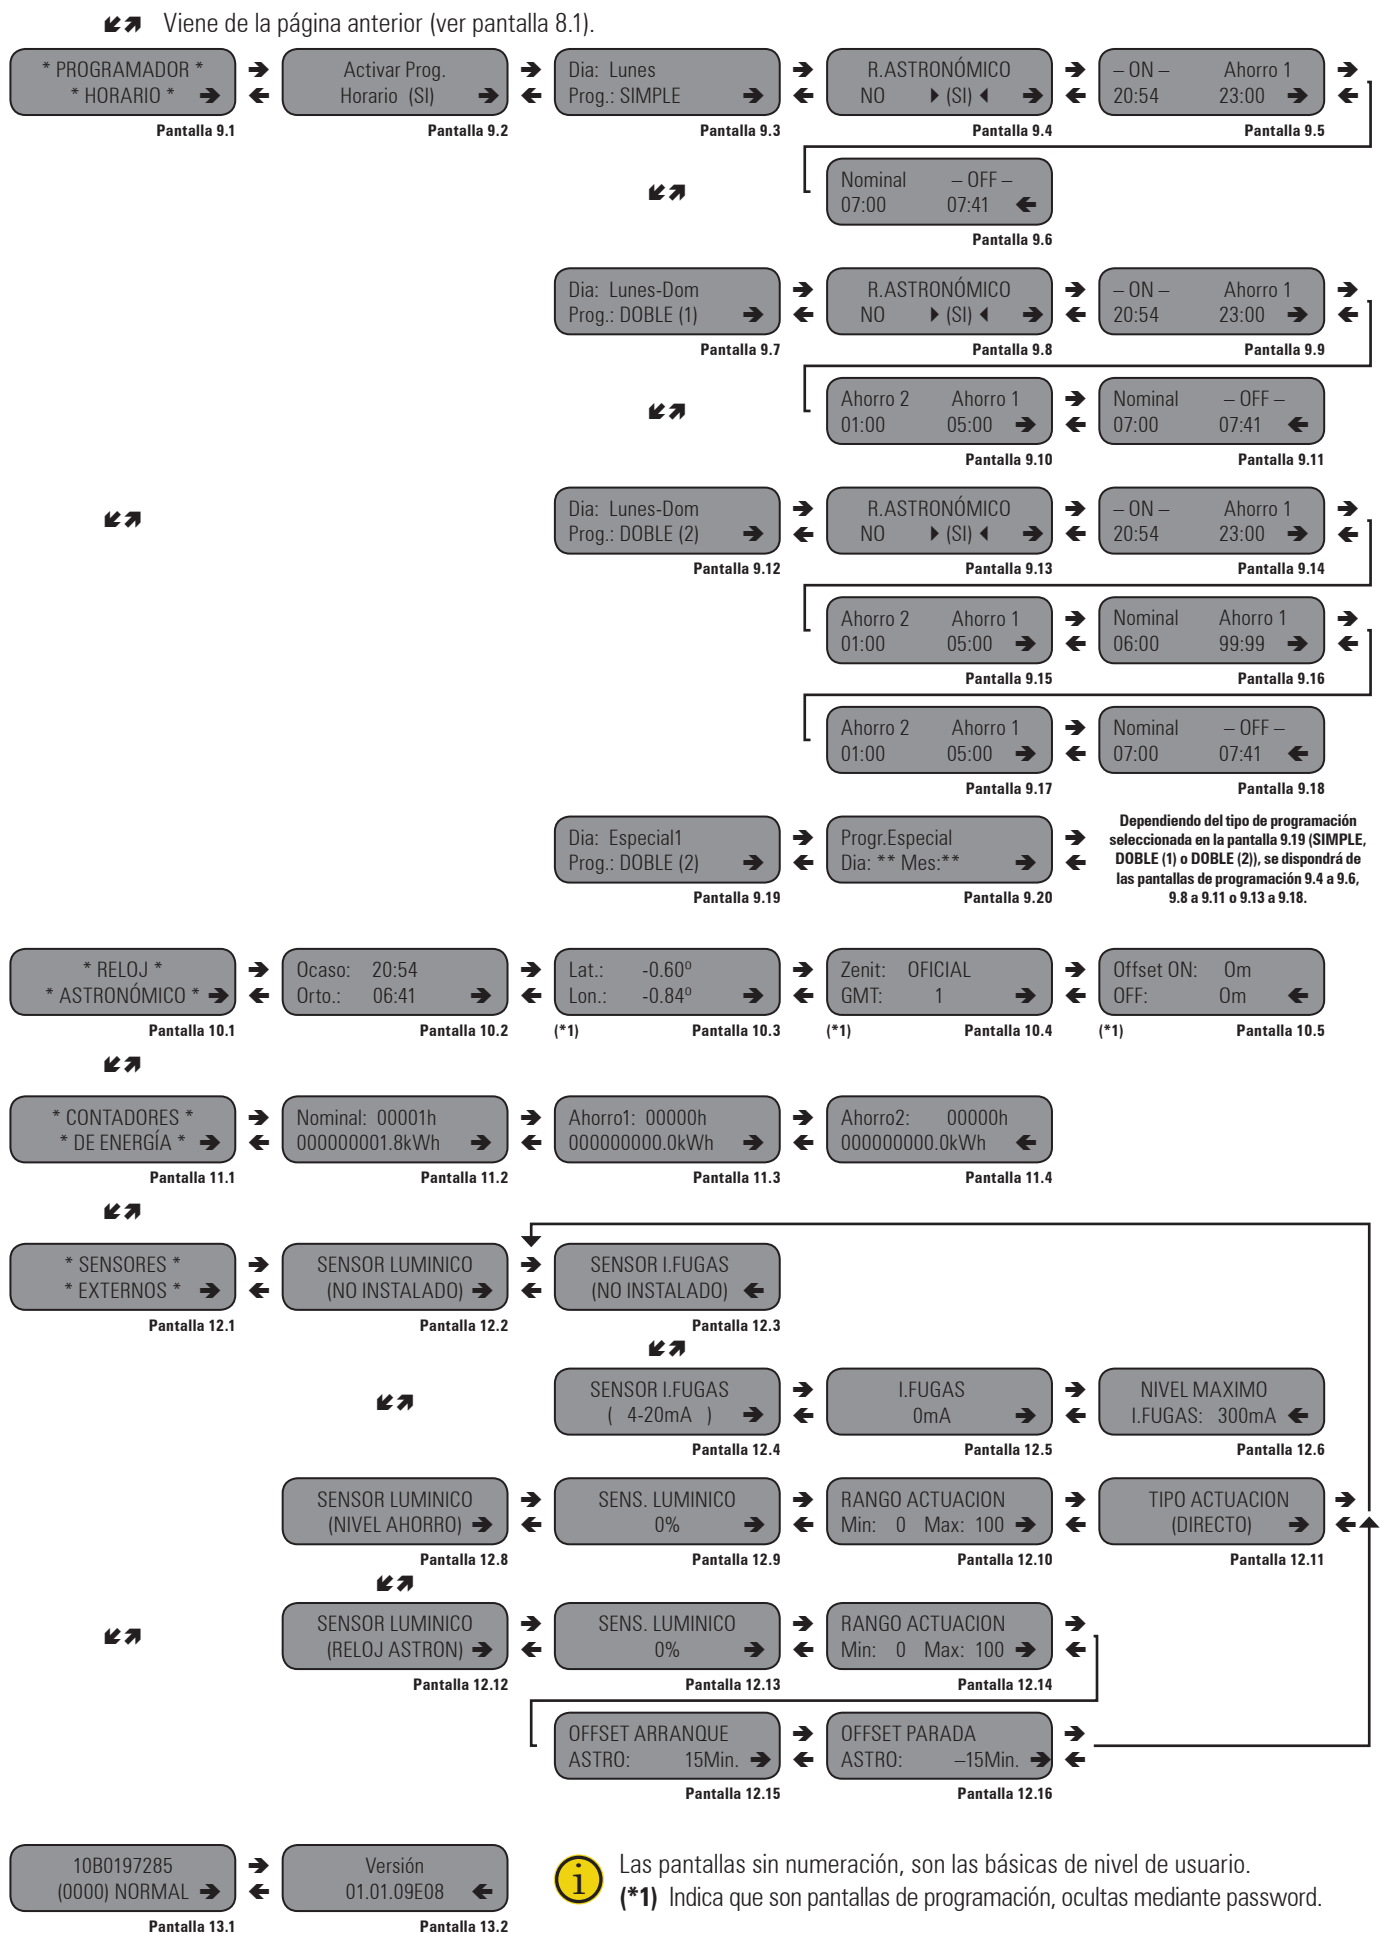 Viene de la página anterior (ver pantalla 8.1).
* PROGRAMADOR *
* HORARIO *
Pantalla 9.1
Activar Prog.
Horario (SI)
Pantalla 9.2
Dia: Lunes
Prog.: SIMPLE
Pantalla 9.3
R.ASTRONÓMICO
NO (SI)
Pantalla 9.4
– ON – Ahorro 1
20:54 23:00
Pantalla 9.5
Nominal – OFF –
07:00 07:41
Pantalla 9.6
Dia: Lunes-Dom
Prog.: DOBLE (1)
Pantalla 9.7
R.ASTRONÓMICO
NO (SI)
Pantalla 9.8
– ON – Ahorro 1
20:54 23:00
Pantalla 9.9
Ahorro 2 Ahorro 1
01:00 05:00
Pantalla 9.10
Nominal – OFF –
07:00 07:41
Pantalla 9.11
Dia: Lunes-Dom
Prog.: DOBLE (2)
Pantalla 9.12
R.ASTRONÓMICO
NO (SI)
Pantalla 9.13
– ON – Ahorro 1
20:54 23:00
Pantalla 9.14
Ahorro 2 Ahorro 1
01:00 05:00
Pantalla 9.15
Nominal Ahorro 1
06:00 99:99
Pantalla 9.16
Ahorro 2 Ahorro 1
01:00 05:00
Pantalla 9.17
Nominal – OFF –
07:00 07:41
Pantalla 9.18
Dia: Especial1
Prog.: DOBLE (2)
Pantalla 9.19
Progr.Especial
Dia: ** Mes:**
Pantalla 9.20
Dependiendo del tipo de programación
seleccionada en la pantalla 9.19 (SIMPLE,
DOBLE (1) o DOBLE (2)), se dispondrá de
las pantallas de programación 9.4 a 9.6,
9.8 a 9.11 o 9.13 a 9.18.
* RELOJ *
* ASTRONÓMICO *
Pantalla 10.1
Ocaso: 20:54
Orto.: 06:41
Pantalla 10.2
Lat.: -0.60º
Lon.: -0.84º
(*1) Pantalla 10.3
Zenit: OFICIAL
GMT: 1
(*1) Pantalla 10.4
Offset ON: 0m
OFF: 0m
(*1) Pantalla 10.5
* CONTADORES *
* DE ENERGÍA *
Pantalla 11.1
Nominal: 00001h
000000001.8kWh
Pantalla 11.2
Ahorro1: 00000h
000000000.0kWh
Pantalla 11.3
Ahorro2: 00000h
000000000.0kWh
Pantalla 11.4
* SENSORES *
* EXTERNOS *
Pantalla 12.1
SENSOR LUMINICO
(NO INSTALADO)
Pantalla 12.2
SENSOR I.FUGAS
(NO INSTALADO)
Pantalla 12.3
SENSOR I.FUGAS
( 4-20mA )
Pantalla 12.4
I.FUGAS
0mA
Pantalla 12.5
NIVEL MAXIMO
I.FUGAS: 300mA
Pantalla 12.6
SENSOR LUMINICO
(NIVEL AHORRO)
Pantalla 12.8
SENS. LUMINICO
0%
Pantalla 12.9
RANGO ACTUACION
Min: 0 Max: 100
Pantalla 12.10
TIPO ACTUACION
(DIRECTO)
Pantalla 12.11
SENSOR LUMINICO
(RELOJ ASTRON)
Pantalla 12.12
SENS. LUMINICO
0%
Pantalla 12.13
RANGO ACTUACION
Min: 0 Max: 100
Pantalla 12.14
OFFSET ARRANQUE
ASTRO: 15Min.
Pantalla 12.15
OFFSET PARADA
ASTRO: –15Min.
Pantalla 12.16
10B0197285
(0000) NORMAL
Pantalla 13.1
Versión
01.01.09E08
Pantalla 13.2
i
Las pantallas sin numeración, son las básicas de nivel de usuario.
(*1) Indica que son pantallas de programación, ocultas mediante password.